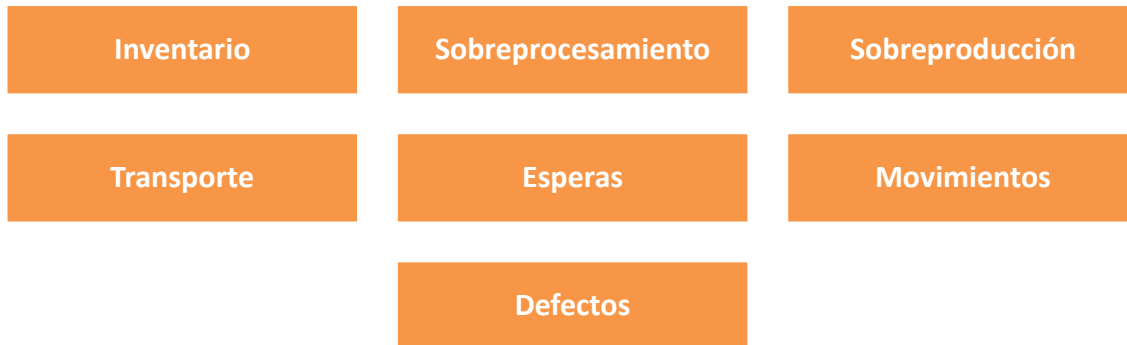 Inventario
Sobreprocesamiento
Sobreproducción
Transporte
Esperas
Movimientos
Defectos